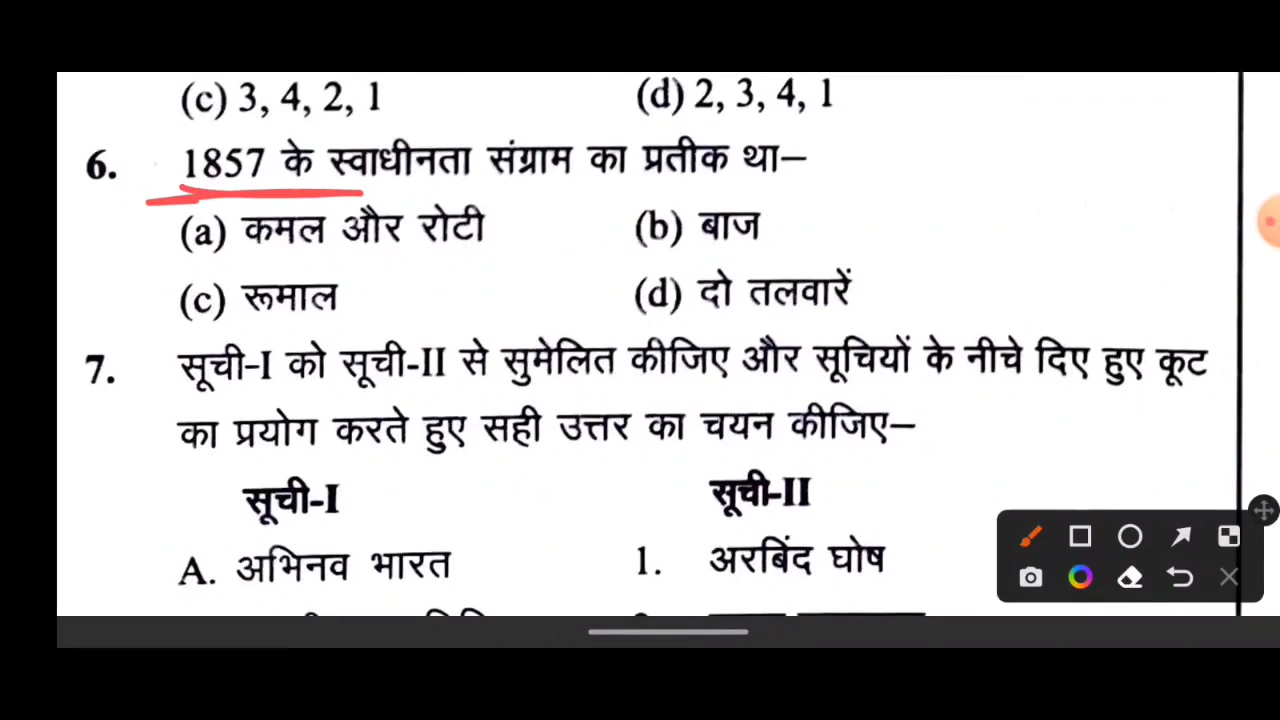 (c) 3, 4, 2, 1 (d) 2, 3, 4, 1
6. 1857 के स्वाधीनता संग्राम का प्रतीक था–
(a) कमल और रोटी (b) बाज
(c) रूमाल (d) दो तलवारें
7. सूची-I को सूची-II से सुमेलित कीजिए और सूचियों के नीचे दिए हुए कूट
का प्रयोग करते हुए सही उत्तर का चयन कीजिए–
सूची-I सूची-II
A. अभिनव भारत 1. अरबिंद घोष